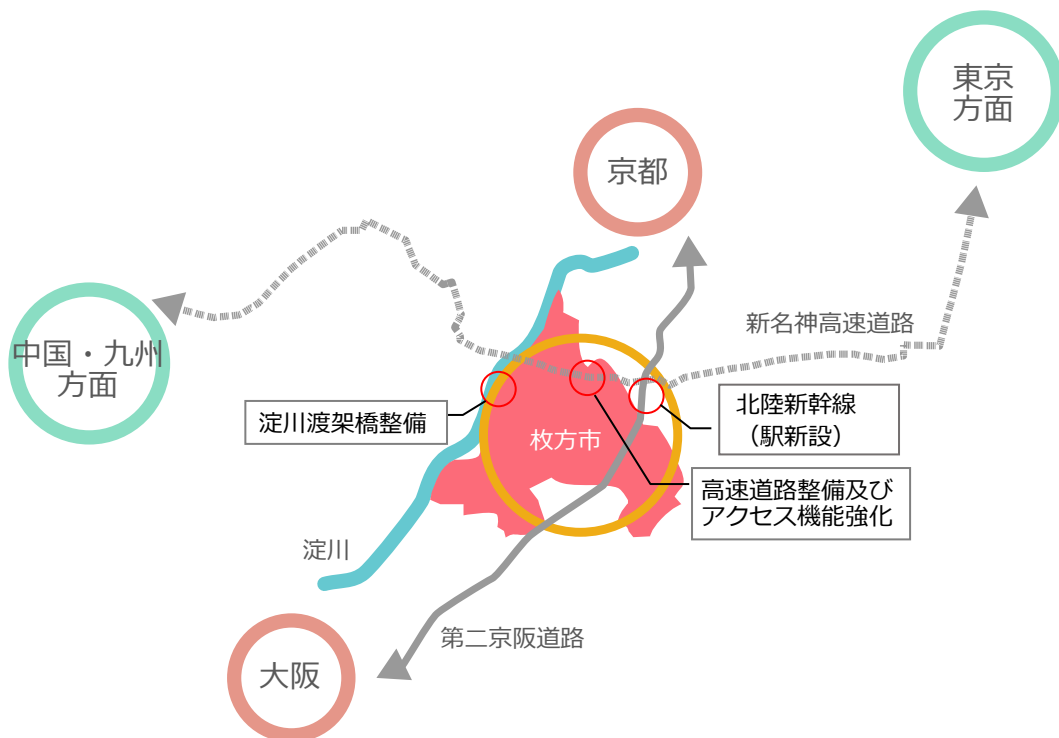 東京
方面
京都
新名神高速道路
中国・九州
方面
淀川渡架橋整備
北陸新幹線
（駅新設）
枚方市
高速道路整備及び
アクセス機能強化
淀川
第二京阪道路
大阪